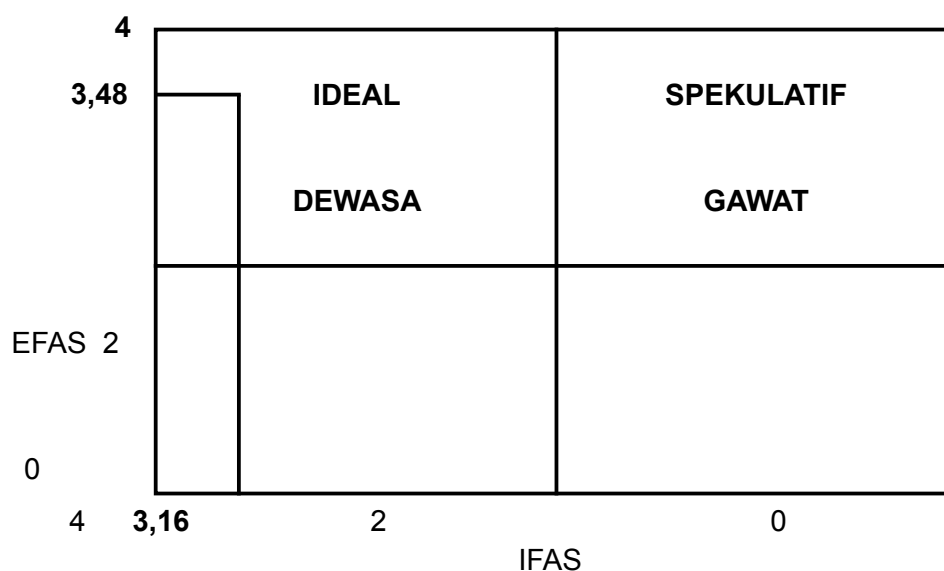 4
3,48 IDEAL SPEKULATIF
DEWASA GAWAT
EFAS 2
0
4 3,16 2 0
IFAS